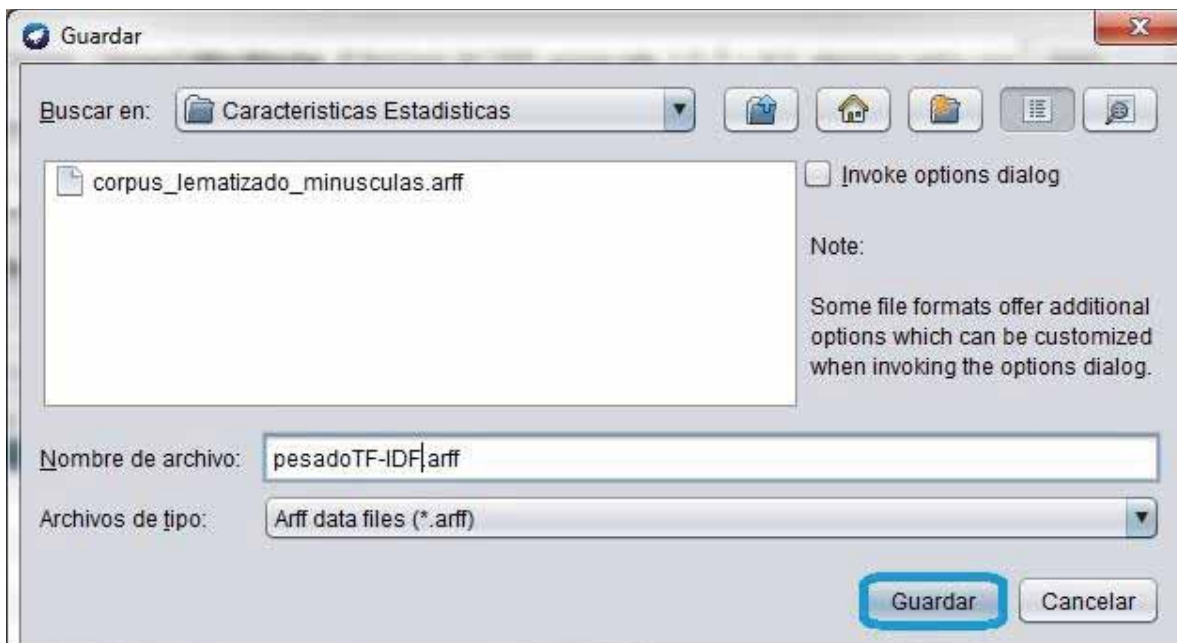 Guardar
Buscar en: Caracteristicas Estadisticas
corpus_lematizado_minusculas.arff
Invoke options dialog
Note:
Some file formats offer additional
options which can be customized
when invoking the options dialog.
Nombre de archivo: pesadoTF-IDF.arff
Archivos de tipo: Arff data files (*.arff)
Guardar Cancelar